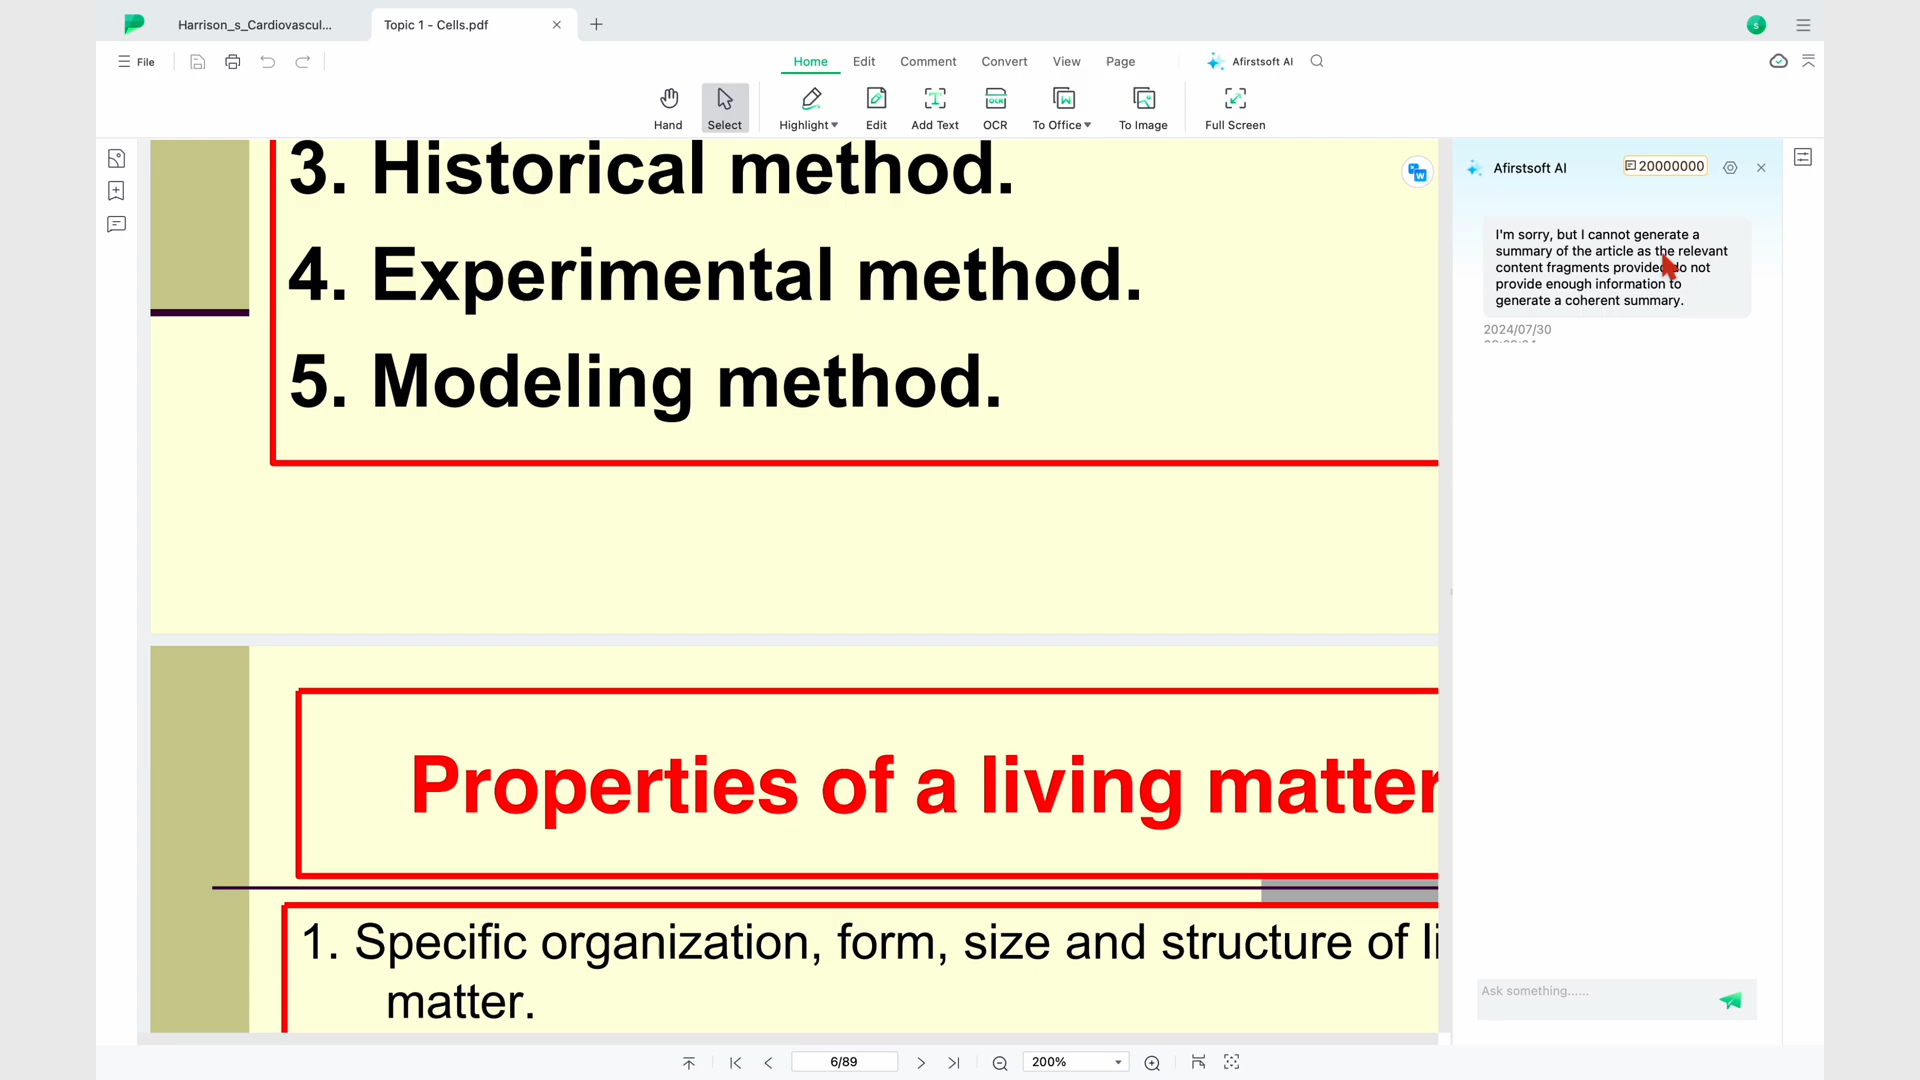 Harrison_s_Cardiovascul...
Topic 1 - Cells.pdf
s
File
Home
Edit
Comment
Convert
View
Page
Afirstsoft AI
Hand
Select
Highlight
Edit
Add Text
OCR
OCR
To Office
To Image
Full Screen
3. Historical method.
4. Experimental method.
5. Modeling method.
Properties of a living matter
1. Specific organization, form, size and structure of li
matter.
Afirstsoft AI
20000000
I'm sorry, but I cannot generate a
summary of the article as the relevant
content fragments provided do not
provide enough information to
generate a coherent summary.
2024/07/30
Ask something......
6/89
200%